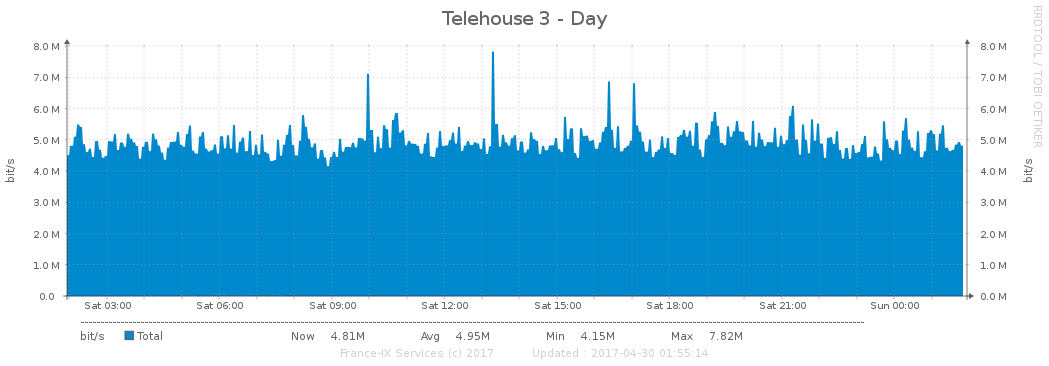 Telehouse 3 - Day
RRDTOOL / TOBI OETIKER
bit/s
8.0 M
7.0 M
6.0 M
5.0 M
4.0 M
3.0 M
2.0 M
1.0 M
0.0
8.0 M
7.0 M
6.0 M
5.0 M
4.0 M
3.0 M
2.0 M
1.0 M
0.0 M
bit/s
Sat 03:00 Sat 06:00 Sat 09:00 Sat 12:00 Sat 15:00 Sat 18:00 Sat 21:00 Sun 00:00
bit/s Total Now 4.81M Avg 4.95M Min 4.15M Max 7.82M
France-IX Services (c) 2017 Updated : 2017-04-30 01:55:14